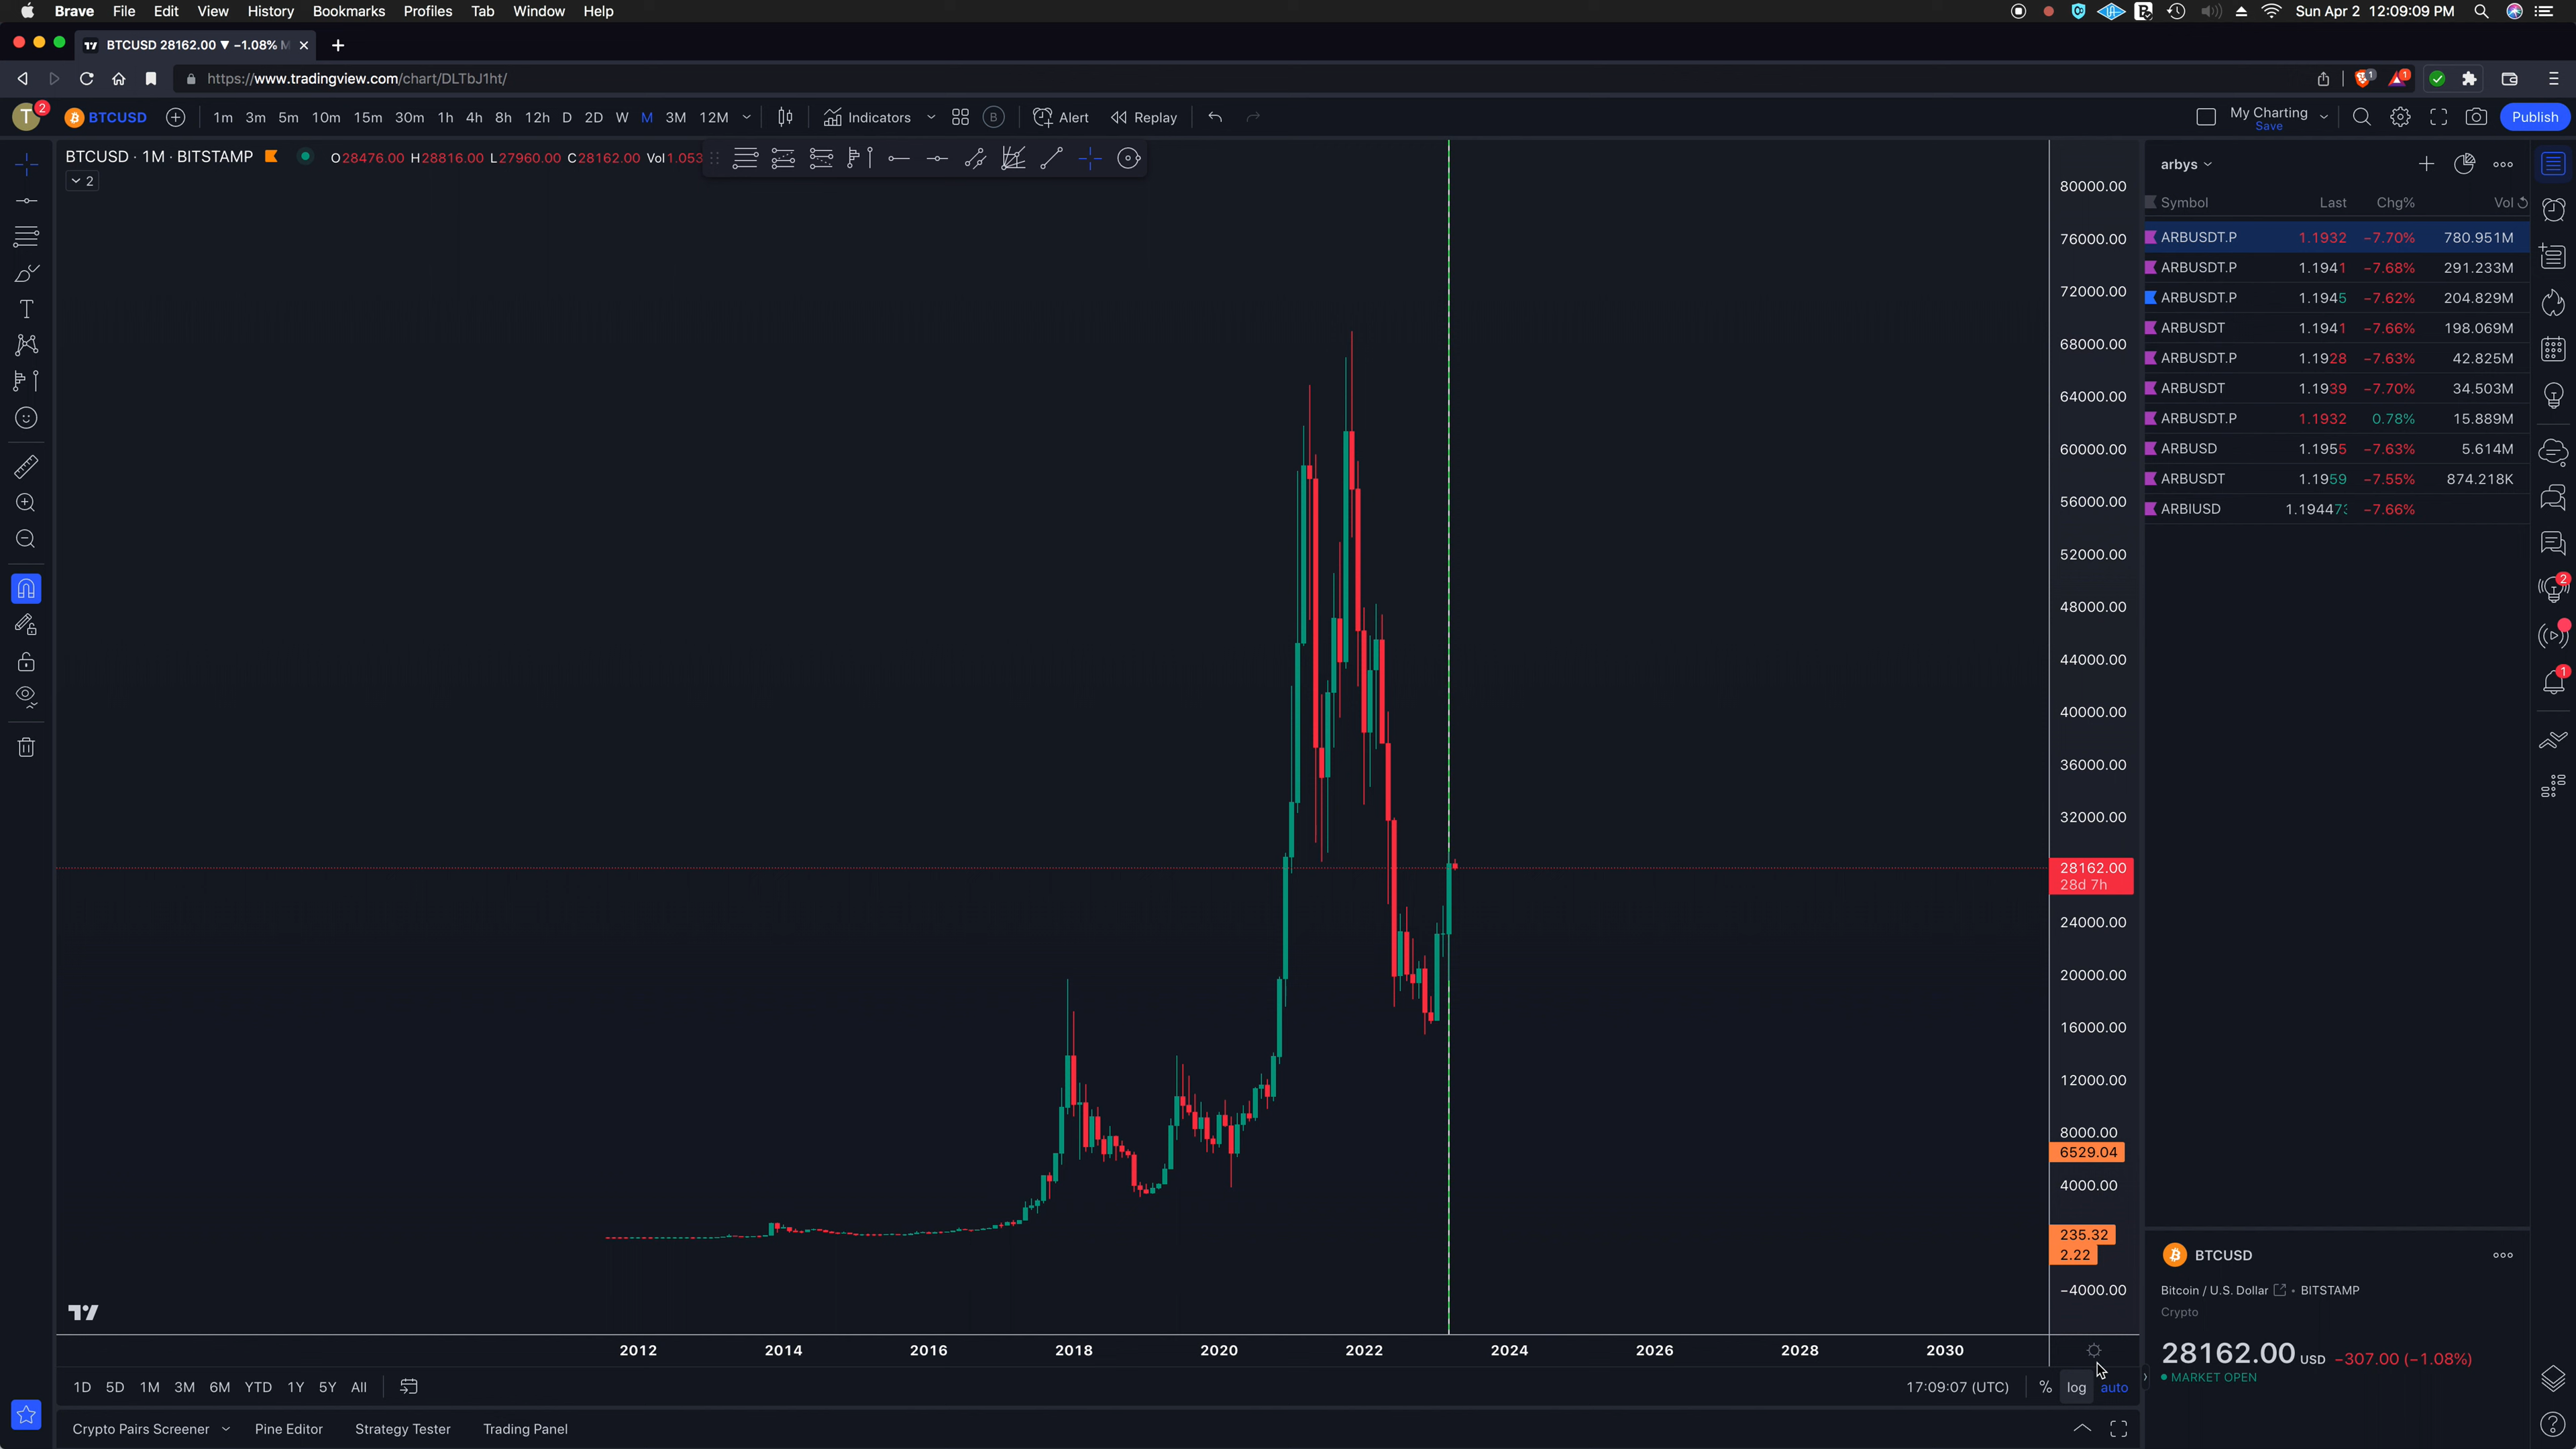 Brave File Edit View History Bookmarks Profiles Tab Window Help Sun Apr 2 12:09:09 PM
BTCUSD 28162.00 ▼ −1.08% M
https://www.tradingview.com/chart/DLTbJ1ht/
T 2 BTCUSD 1m 3m 5m 10m 15m 30m 1h 4h 8h 12h D 2D W M 3M 12M Indicators B Alert Replay My Charting Publish
Save
BTCUSD · 1M · BITSTAMP O28476.00 H28816.00 L27960.00 C28162.00 Vol1.053
2
80000.00
76000.00
72000.00
68000.00
64000.00
60000.00
56000.00
52000.00
48000.00
44000.00
40000.00
36000.00
32000.00
28162.00
28d 7h
24000.00
20000.00
16000.00
12000.00
8000.00
6529.04
4000.00
235.32
2.22
−4000.00
2012 2014 2016 2018 2020 2022 2024 2026 2028 2030
1D 5D 1M 3M 6M YTD 1Y 5Y All 17:09:07 (UTC) % log auto
Crypto Pairs Screener Pine Editor Strategy Tester Trading Panel
arbys
Symbol Last Chg% Vol
ARBUSDT.P 1.1932 −7.70% 780.951M
ARBUSDT.P 1.1941 −7.68% 291.233M
ARBUSDT.P 1.1945 −7.62% 204.829M
ARBUSDT 1.1941 −7.66% 198.069M
ARBUSDT.P 1.1928 −7.63% 42.825M
ARBUSDT 1.1939 −7.70% 34.503M
ARBUSDT.P 1.1932 0.78% 15.889M
ARBUSD 1.1955 −7.63% 5.614M
ARBUSDT 1.1959 −7.55% 874.218K
ARBIUSD 1.19447 −7.66%
BTCUSD
Bitcoin / U.S. Dollar · BITSTAMP
Crypto
28162.00 USD −307.00 (−1.08%)
MARKET OPEN